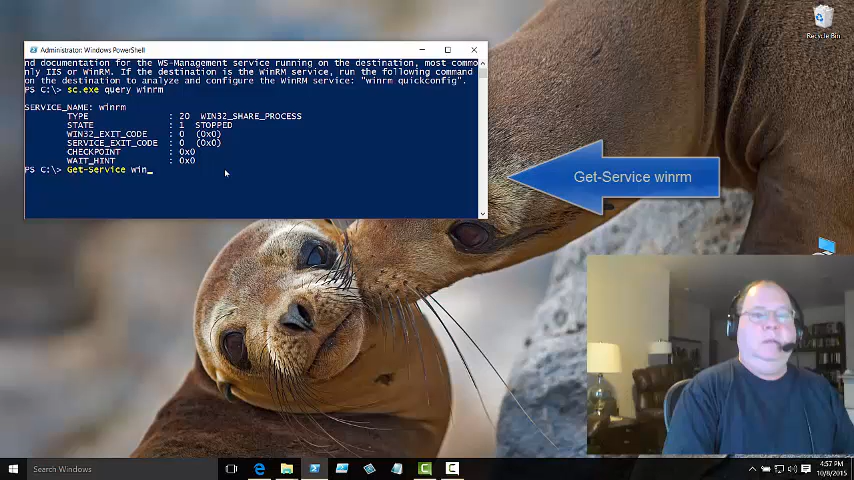 Administrator: Windows PowerShell
nd documentation for the WS-Management service running on the destination, most commo
nly IIS or WinRM. If the destination is the WinRM service, run the following command
on the destination to analyze and configure the WinRM service: "winrm quickconfig".
PS C:\> sc.exe query winrm
SERVICE_NAME: winrm
TYPE : 20 WIN32_SHARE_PROCESS
STATE : 1 STOPPED
WIN32_EXIT_CODE : 0 (0x0)
SERVICE_EXIT_CODE : 0 (0x0)
CHECKPOINT : 0x0
WAIT_HINT : 0x0
PS C:\> Get-Service win_
Get-Service winrm
Recycle Bin
Search Windows
4:57 PM
10/8/2015